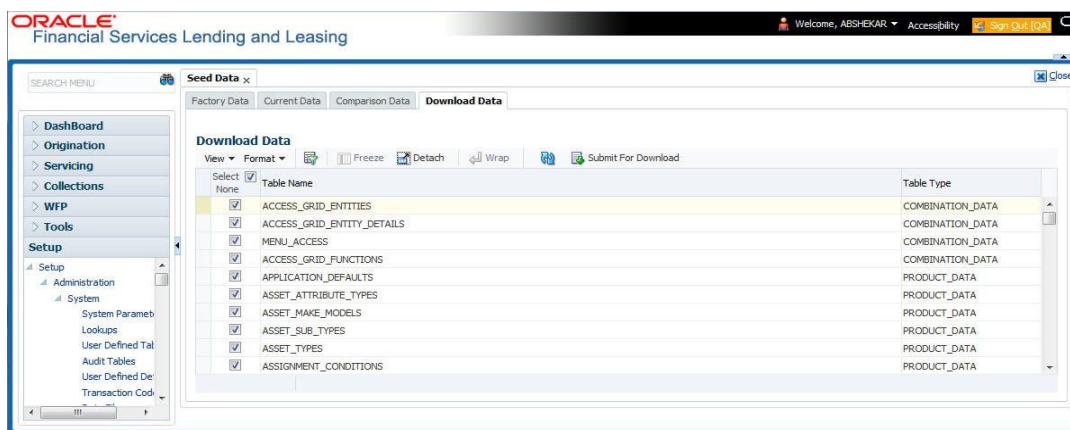 ORACLE
Financial Services Lending and Leasing
Welcome, ABSHEKAR Accessibility Sign Out [QA]
SEARCH MENU
Seed Data
Close
Factory Data Current Data Comparison Data Download Data
DashBoard
Origination
Servicing
Collections
WFP
Tools
Setup
Setup
Administration
System
System Paramet
Lookups
User Defined Tal
Audit Tables
User Defined De
Transaction Cod
Download Data
View Format Freeze Detach Wrap Submit For Download
Select None Table Name Table Type
ACCESS_GRID_ENTITIES COMBINATION_DATA
ACCESS_GRID_ENTITY_DETAILS COMBINATION_DATA
MENU_ACCESS COMBINATION_DATA
ACCESS_GRID_FUNCTIONS COMBINATION_DATA
APPLICATION_DEFAULTS PRODUCT_DATA
ASSET_ATTRIBUTE_TYPES PRODUCT_DATA
ASSET_MAKE_MODELS PRODUCT_DATA
ASSET_SUB_TYPES PRODUCT_DATA
ASSET_TYPES PRODUCT_DATA
ASSIGNMENT_CONDITIONS PRODUCT_DATA